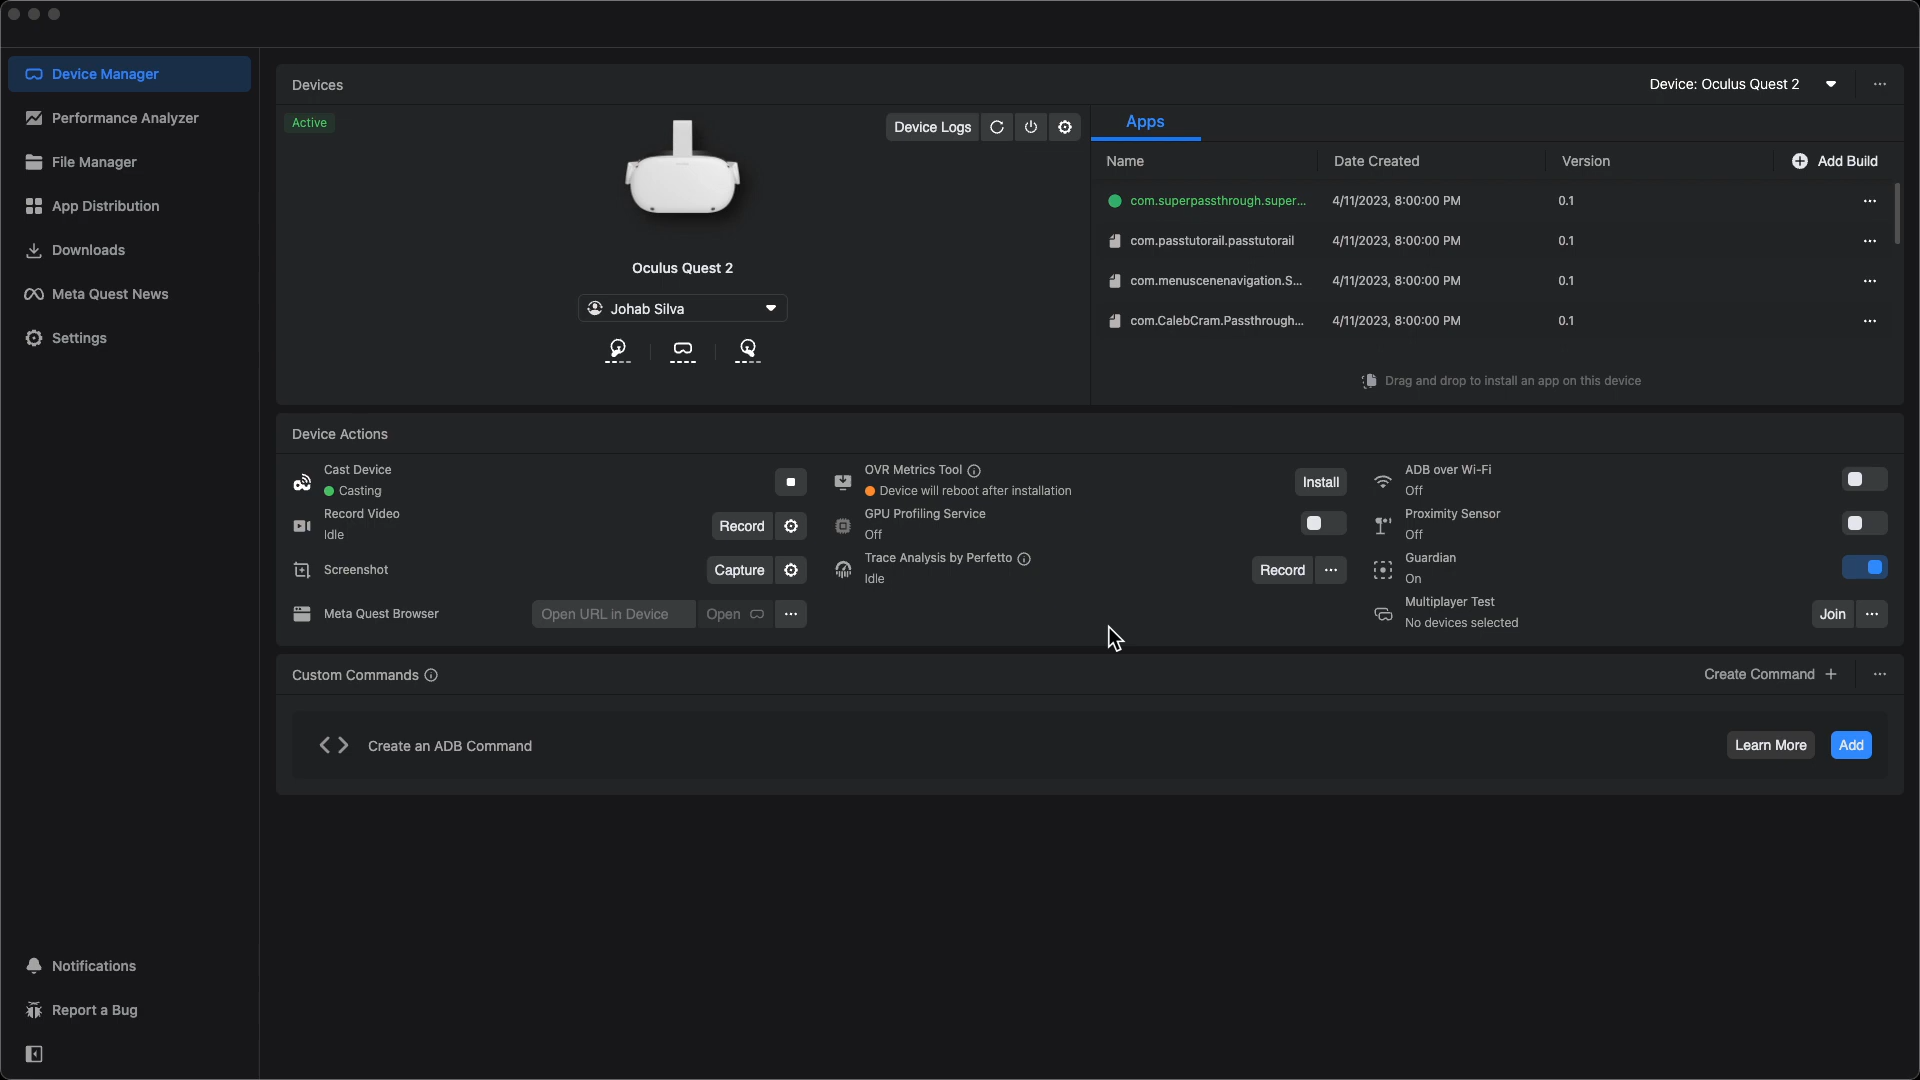 Device Manager
Performance Analyzer
File Manager
App Distribution
Downloads
Meta Quest News
Settings
Notifications
Report a Bug
Devices
Device: Oculus Quest 2
Active
Device Logs
Oculus Quest 2
Johab Silva
Apps
Name Date Created Version Add Build
com.superpassthrough.super... 4/11/2023, 8:00:00 PM 0.1
com.passtutorail.passtutorail 4/11/2023, 8:00:00 PM 0.1
com.menuscenenavigation.S... 4/11/2023, 8:00:00 PM 0.1
com.CalebCram.Passthrough... 4/11/2023, 8:00:00 PM 0.1
Drag and drop to install an app on this device
Device Actions
Cast Device
Casting
Record Video
Idle
Record
Screenshot
Capture
Meta Quest Browser
Open URL in Device
Open
OVR Metrics Tool
Device will reboot after installation
Install
GPU Profiling Service
Off
Trace Analysis by Perfetto
Idle
Record
ADB over Wi-Fi
Off
Proximity Sensor
Off
Guardian
On
Multiplayer Test
No devices selected
Join
Custom Commands
Create Command +
Create an ADB Command
Learn More
Add